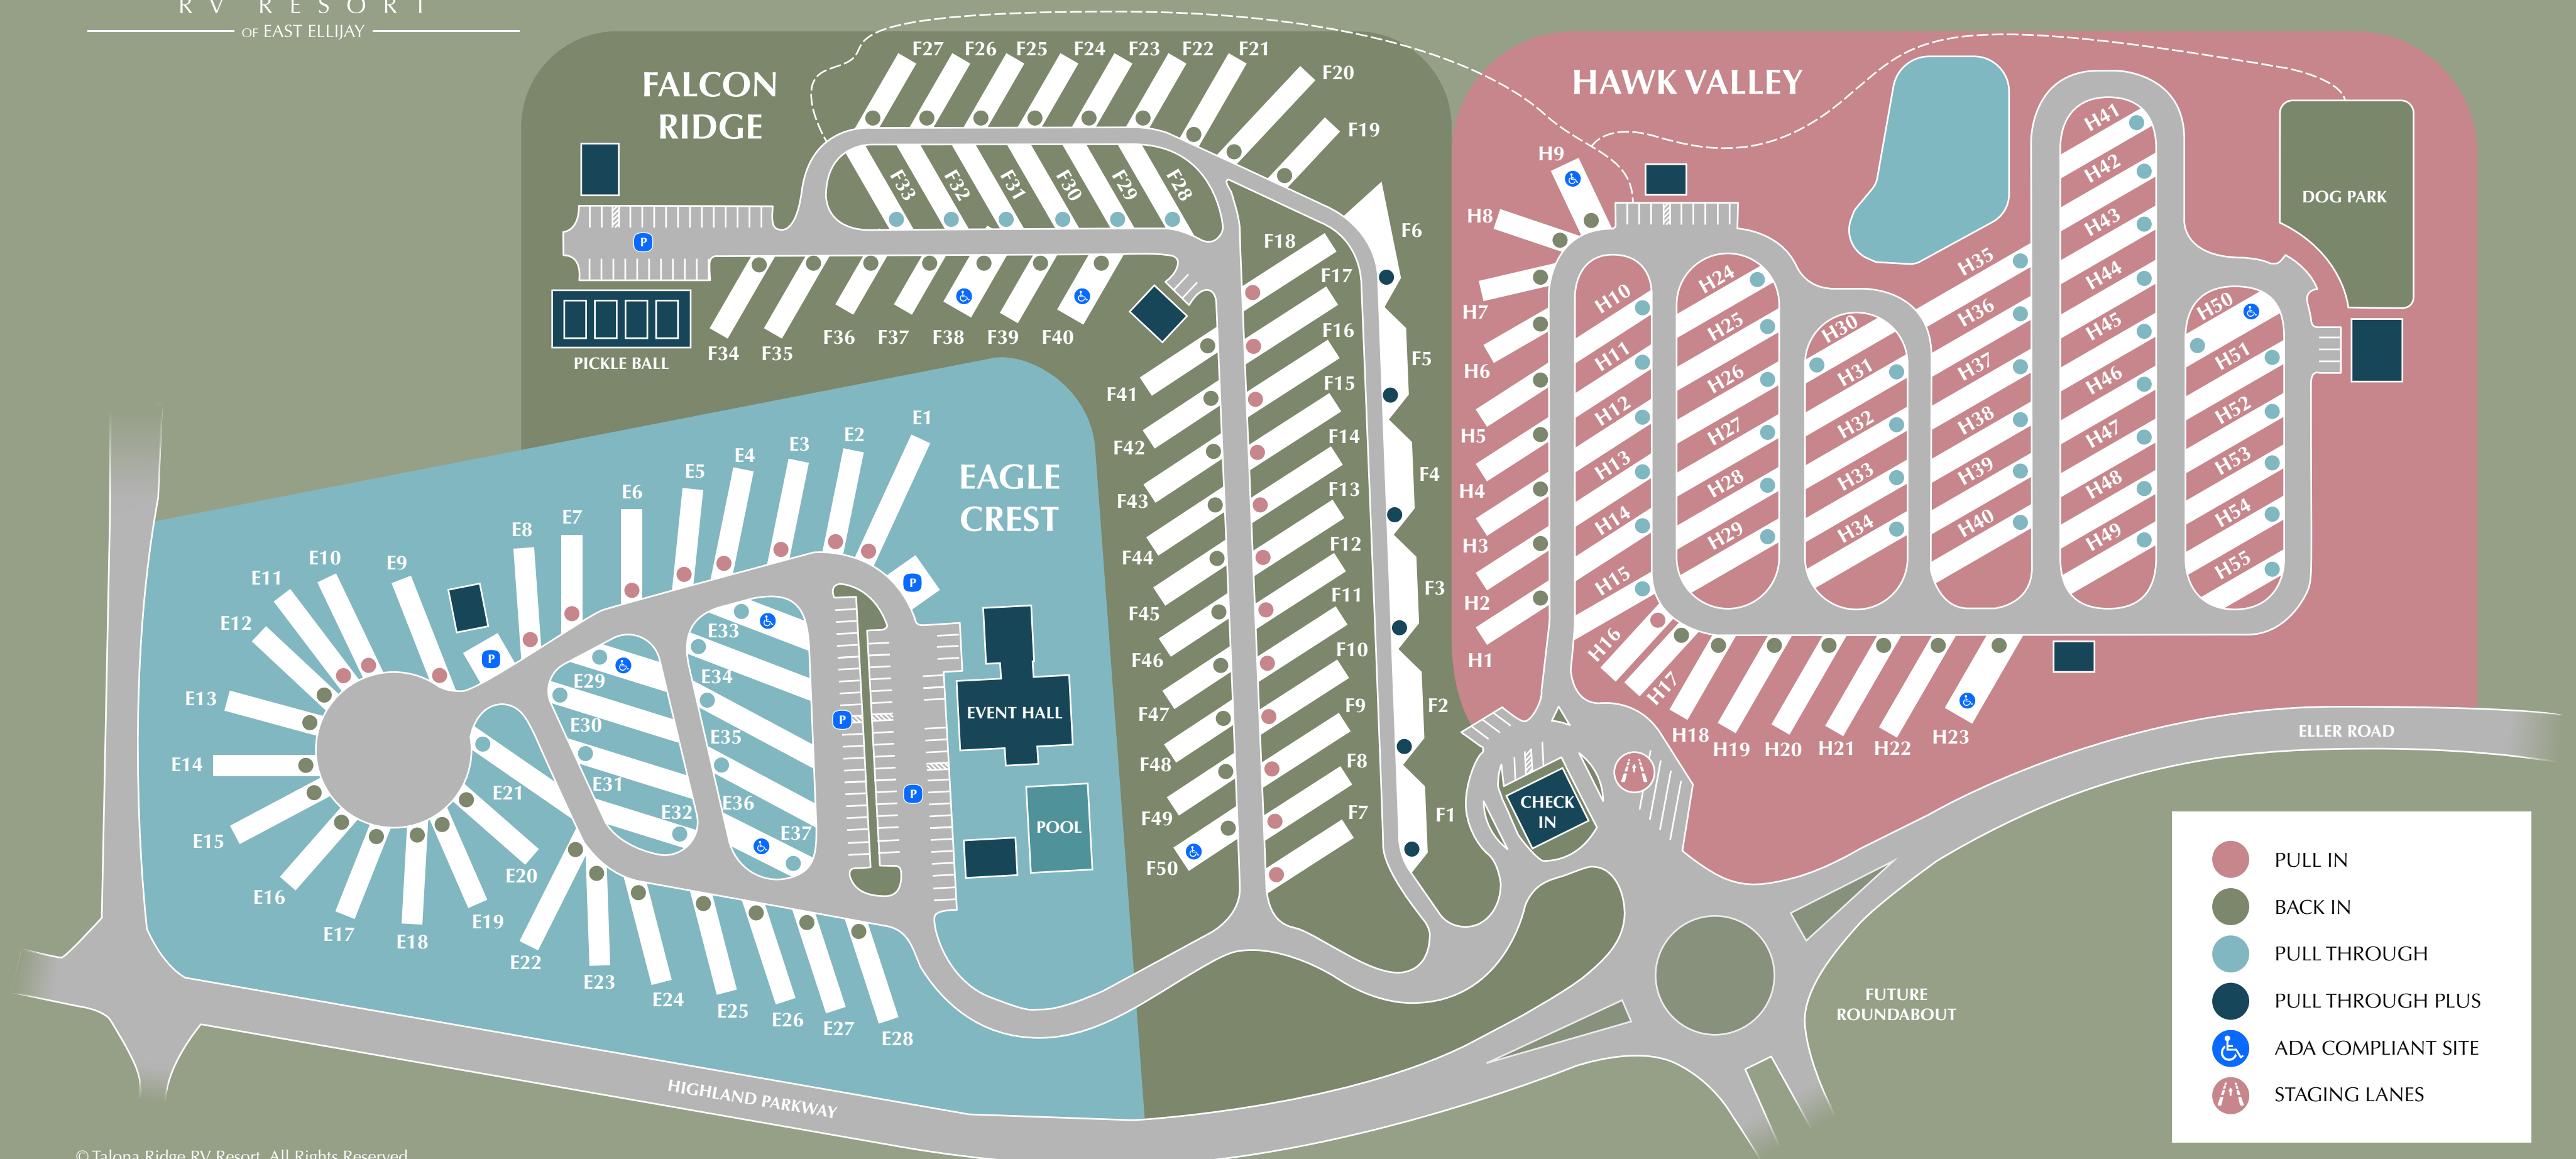 RV RESORT
OF EAST ELLIJAY
FALCON
RIDGE
F27 F26 F25 F24 F23 F22 F21
F20
F19
F33 F32 F31 F30 F29 F28
P
PICKLE BALL
F34 F35 F36 F37 F38 F39 F40
F18
F17
F16
F15
F14
F13
F12
F11
F10
F9
F8
F7
F41
F42
F43
F44
F45
F46
F47
F48
F49
F50
F6
F5
F4
F3
F2
F1
HAWK VALLEY
H9
H8
H7
H6
H5
H4
H3
H2
H1
H10
H11
H12
H13
H14
H15
H16
H17
H24
H25
H26
H27
H28
H29
H30
H31
H32
H33
H34
H35
H36
H37
H38
H39
H40
H41
H42
H43
H44
H45
H46
H47
H48
H49
H50
H51
H52
H53
H54
H55
H18 H19 H20 H21 H22 H23
DOG PARK
EAGLE
CREST
E1
E2
E3
E4
E5
E6
E7
E8
E9
E10
E11
E12
E13
E14
E15
E16
E17
E18
E19
E20
E21
E22
E23
E24
E25
E26
E27
E28
E29
E30
E31
E32
E33
E34
E35
E36
E37
P
P
P
P
EVENT HALL
POOL
CHECK
IN
ELLER ROAD
FUTURE
ROUNDABOUT
HIGHLAND PARKWAY
PULL IN
BACK IN
PULL THROUGH
PULL THROUGH PLUS
ADA COMPLIANT SITE
STAGING LANES
© Talona Ridge RV Resort. All Rights Reserved